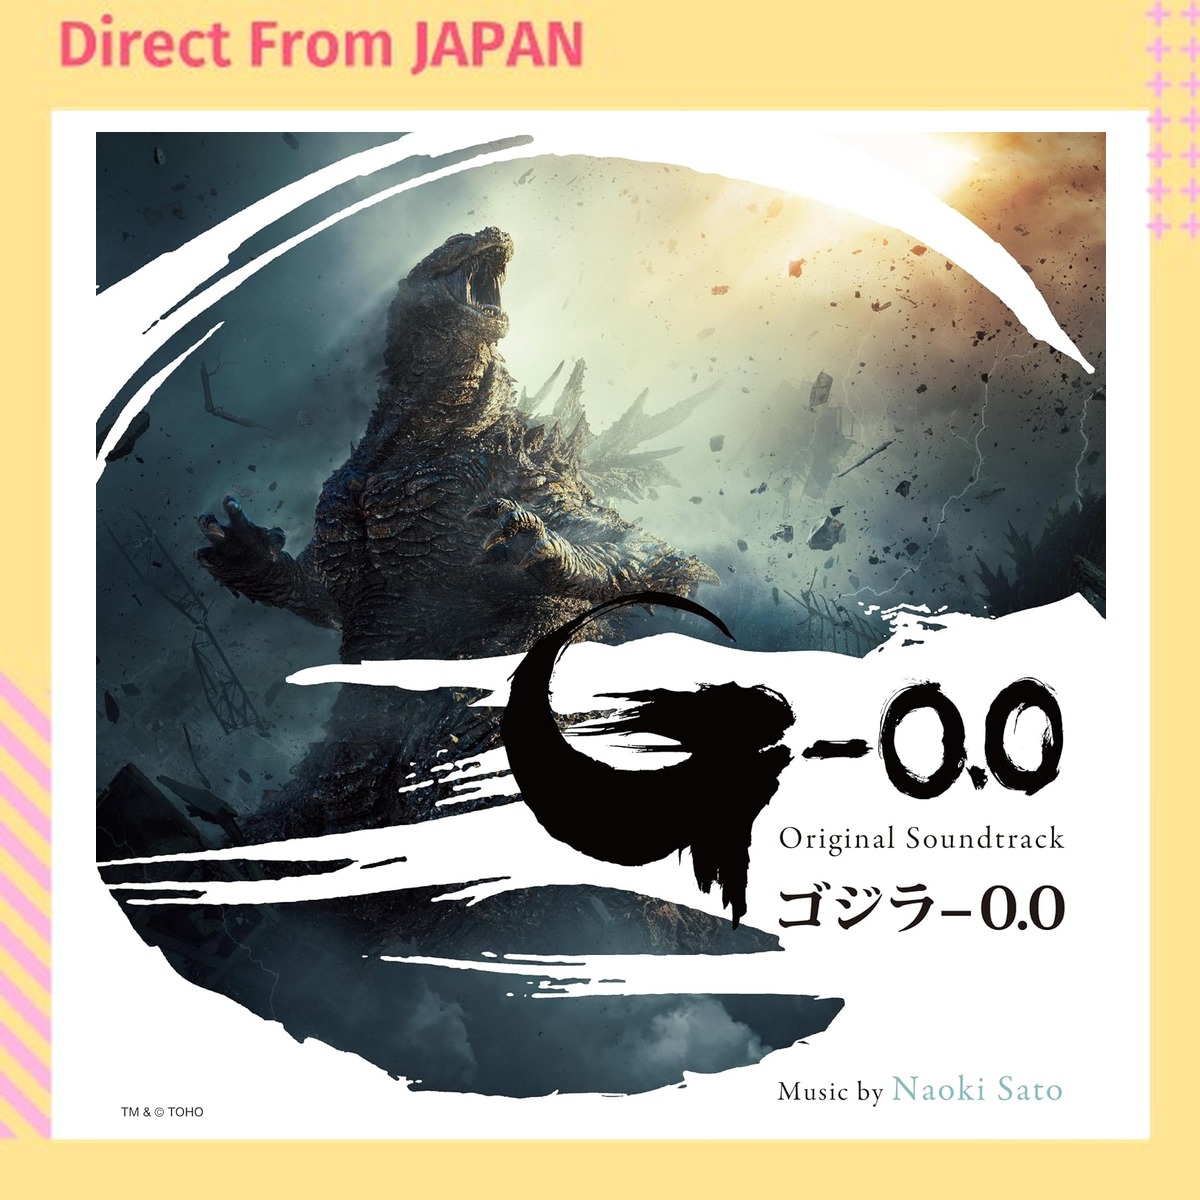 Direct From JAPAN
G-0.0
Original Soundtrack
ゴジラ-0.0
Music by Naoki Sato
TM & © TOHO